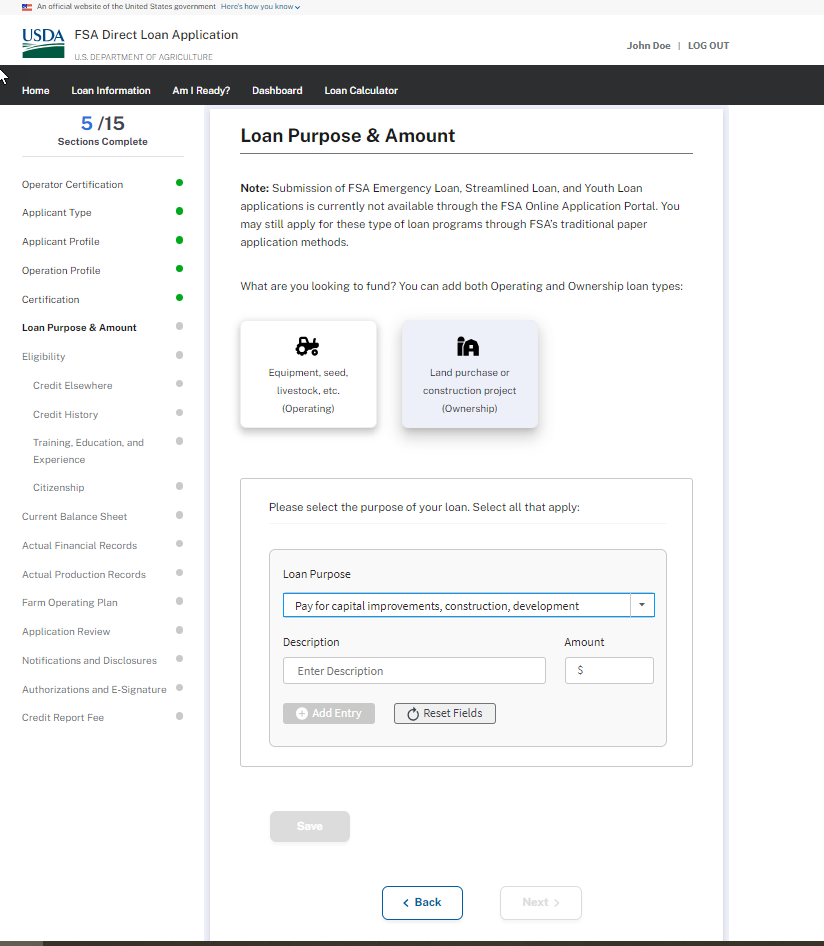 An official website of the United States government Here's how you know
USDA
FSA Direct Loan Application
U.S. DEPARTMENT OF AGRICULTURE
John Doe | LOG OUT
Home Loan Information Am I Ready? Dashboard Loan Calculator
5 /15
Sections Complete
Operator Certification
Applicant Type
Applicant Profile
Operation Profile
Certification
Loan Purpose & Amount
Eligibility
Credit Elsewhere
Credit History
Training, Education, and
Experience
Citizenship
Current Balance Sheet
Actual Financial Records
Actual Production Records
Farm Operating Plan
Application Review
Notifications and Disclosures
Authorizations and E-Signature
Credit Report Fee
Loan Purpose & Amount
Note: Submission of FSA Emergency Loan, Streamlined Loan, and Youth Loan
applications is currently not available through the FSA Online Application Portal. You
may still apply for these type of loan programs through FSA's traditional paper
application methods.
What are you looking to fund? You can add both Operating and Ownership loan types:
Equipment, seed,
livestock, etc.
(Operating)
Land purchase or
construction project
(Ownership)
Please select the purpose of your loan. Select all that apply:
Loan Purpose
Pay for capital improvements, construction, development
Description Amount
Enter Description $
Add Entry Reset Fields
Save
Back Next